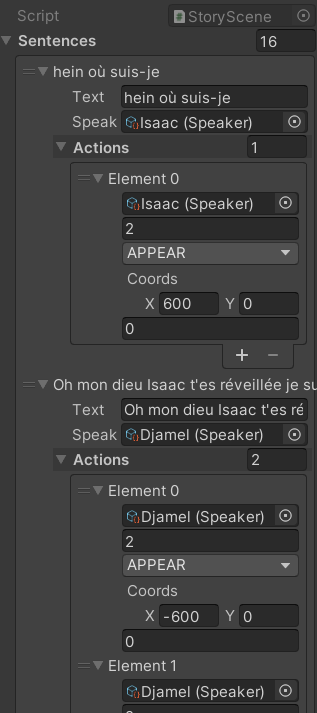 Script StoryScene
Sentences 16
hein où suis-je
Text hein où suis-je
Speak Isaac (Speaker)
Actions 1
Element 0
Isaac (Speaker)
2
APPEAR
Coords
X 600 Y 0
0
+ −
Oh mon dieu Isaac t'es réveillée je su
Text Oh mon dieu Isaac t'es ré
Speak Djamel (Speaker)
Actions 2
Element 0
Djamel (Speaker)
2
APPEAR
Coords
X -600 Y 0
0
Element 1
Djamel (Speaker)